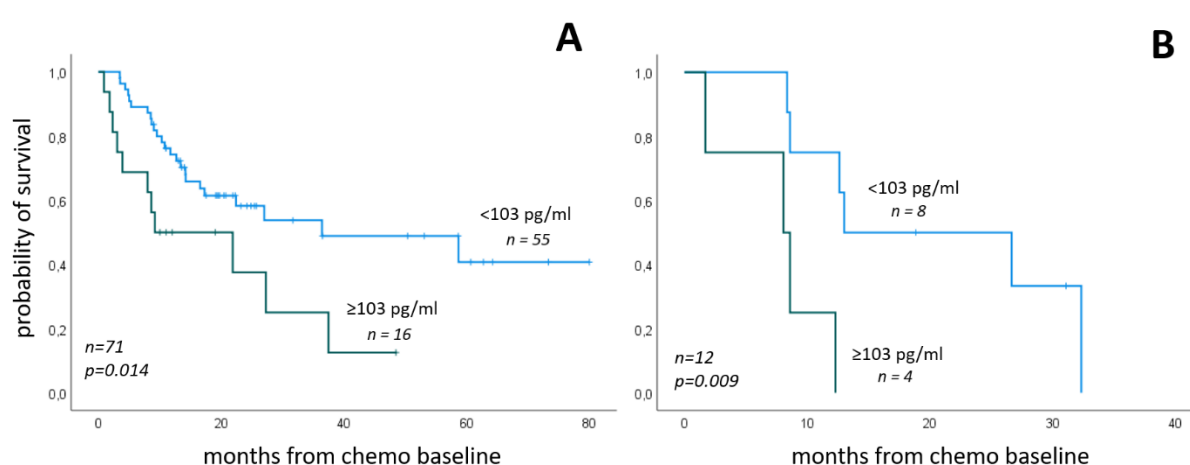 A
1,0
0,8
0,6
0,4
0,2
0,0
probability of survival
<103 pg/ml
n = 55
≥103 pg/ml
n = 16
n=71
p=0.014
0 20 40 60 80
months from chemo baseline
B
1,0
0,8
0,6
0,4
0,2
0,0
<103 pg/ml
n = 8
≥103 pg/ml
n = 4
n=12
p=0.009
0 10 20 30 40
months from chemo baseline